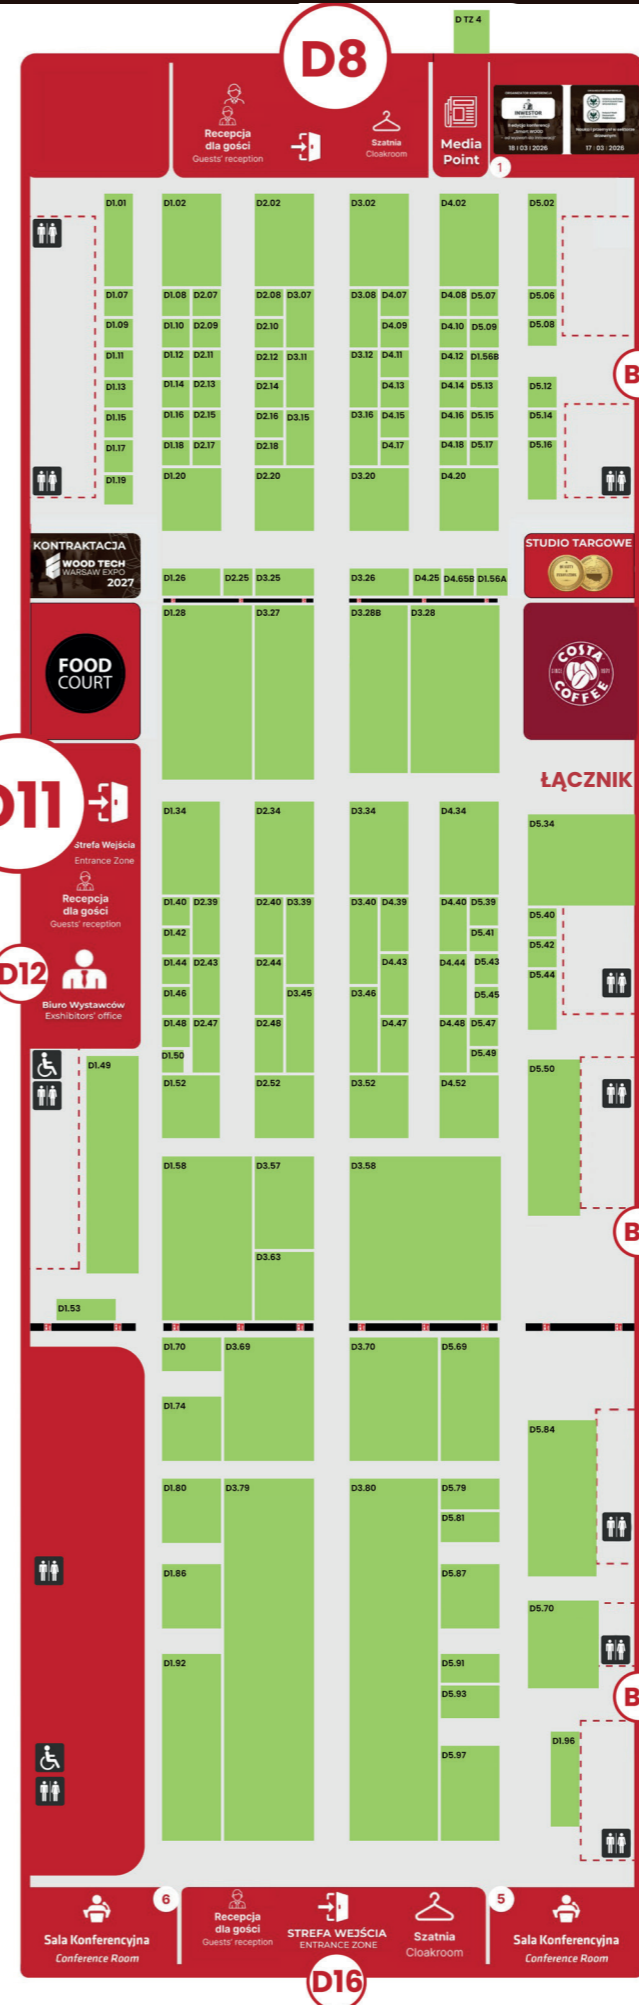 D TZ 4
D8
Recepcja
dla gości
Guests' reception
Szatnia
Cloakroom
Media
Point
1
INWESTOR
18 | 03 | 2026
17 | 03 | 2026
D1.01 D1.02 D2.02 D3.02 D4.02 D5.02
D1.07 D1.08 D2.07 D2.08 D3.07 D3.08 D4.07 D4.08 D5.07 D5.06
D1.09 D1.10 D2.09 D2.10 D4.09 D4.10 D5.09 D5.08
D1.11 D1.12 D2.11 D2.12 D3.11 D3.12 D4.11 D4.12 D1.56B
B
D1.13 D1.14 D2.13 D2.14 D4.13 D4.14 D5.13 D5.12
D1.15 D1.16 D2.15 D2.16 D3.15 D3.16 D4.15 D4.16 D5.15 D5.14
D1.17 D1.18 D2.17 D2.18 D4.17 D4.18 D5.17 D5.16
D1.19 D1.20 D2.20 D3.20 D4.20
KONTRAKTACJA
WOOD TECH
WARSAW EXPO
2027
STUDIO TARGOWE
D1.26 D2.25 D3.25 D3.26 D4.25 D4.65B D1.56A
D1.28 D3.27 D3.28B D3.28
FOOD
COURT
COSTA
COFFEE
ŁĄCZNIK
D11
Strefa Wejścia
Entrance Zone
Recepcja
dla gości
Guests' reception
D12
Biuro Wystawców
Exshibitors' office
D1.34 D2.34 D3.34 D4.34 D5.34
D1.40 D2.39 D2.40 D3.39 D3.40 D4.39 D4.40 D5.39 D5.40
D1.42 D5.41 D5.42
D1.44 D2.43 D2.44 D4.43 D4.44 D5.43 D5.44
D1.46 D3.45 D3.46 D5.45
D1.48 D2.47 D2.48 D4.47 D4.48 D5.47
D1.50 D5.49
D1.49 D5.50
D1.52 D2.52 D3.52 D4.52
D1.58 D3.57 D3.58
B
D3.63
D1.53
D1.70 D3.69 D3.70 D5.69
D1.74
D5.84
D1.80 D3.79 D3.80 D5.79
D5.81
D1.86 D5.87
D5.70
D1.92 D5.91
D5.93
B
D5.97 D1.96
6
5
Sala Konferencyjna
Conference Room
Recepcja
dla gości
Guests' reception
STREFA WEJŚCIA
ENTRANCE ZONE
Szatnia
Cloakroom
Sala Konferencyjna
Conference Room
D16